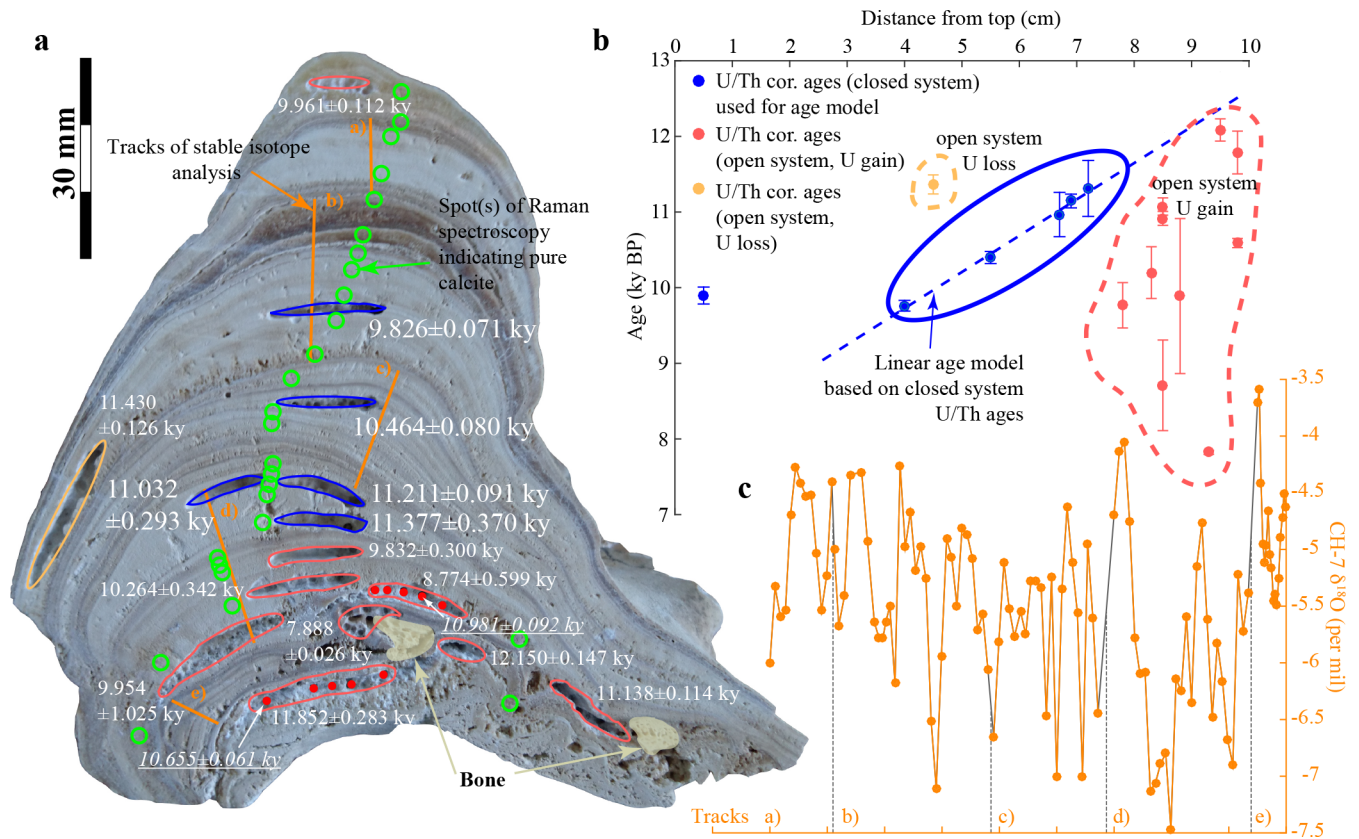 a
30 mm
9.961±0.112 ky
a)
Tracks of stable isotope
analysis
b)
Spot(s) of Raman
spectroscopy
indicating pure
calcite
9.826±0.071 ky
c)
11.430
±0.126 ky
10.464±0.080 ky
11.032
±0.293 ky
d)
11.211±0.091 ky
11.377±0.370 ky
9.832±0.300 ky
10.264±0.342 ky
8.774±0.599 ky
10.981±0.092 ky
7.888
±0.026 ky
12.150±0.147 ky
9.954
±1.025 ky
e)
11.138±0.114 ky
11.852±0.283 ky
10.655±0.061 ky
Bone
b
Distance from top (cm)
0 1 2 3 4 5 6 7 8 9 10
13
12
11
10
9
8
7
Age (ky BP)
U/Th cor. ages (closed system)
used for age model
U/Th cor. ages
(open system, U gain)
U/Th cor. ages
(open system,
U loss)
open system
U loss
open system
U gain
Linear age model
based on closed system
U/Th ages
c
-3.5
-4
-4.5
-5
-5.5
-6
-6.5
-7
-7.5
CH-7 δ¹⁸O (per mil)
Tracks a) b) c) d) e)